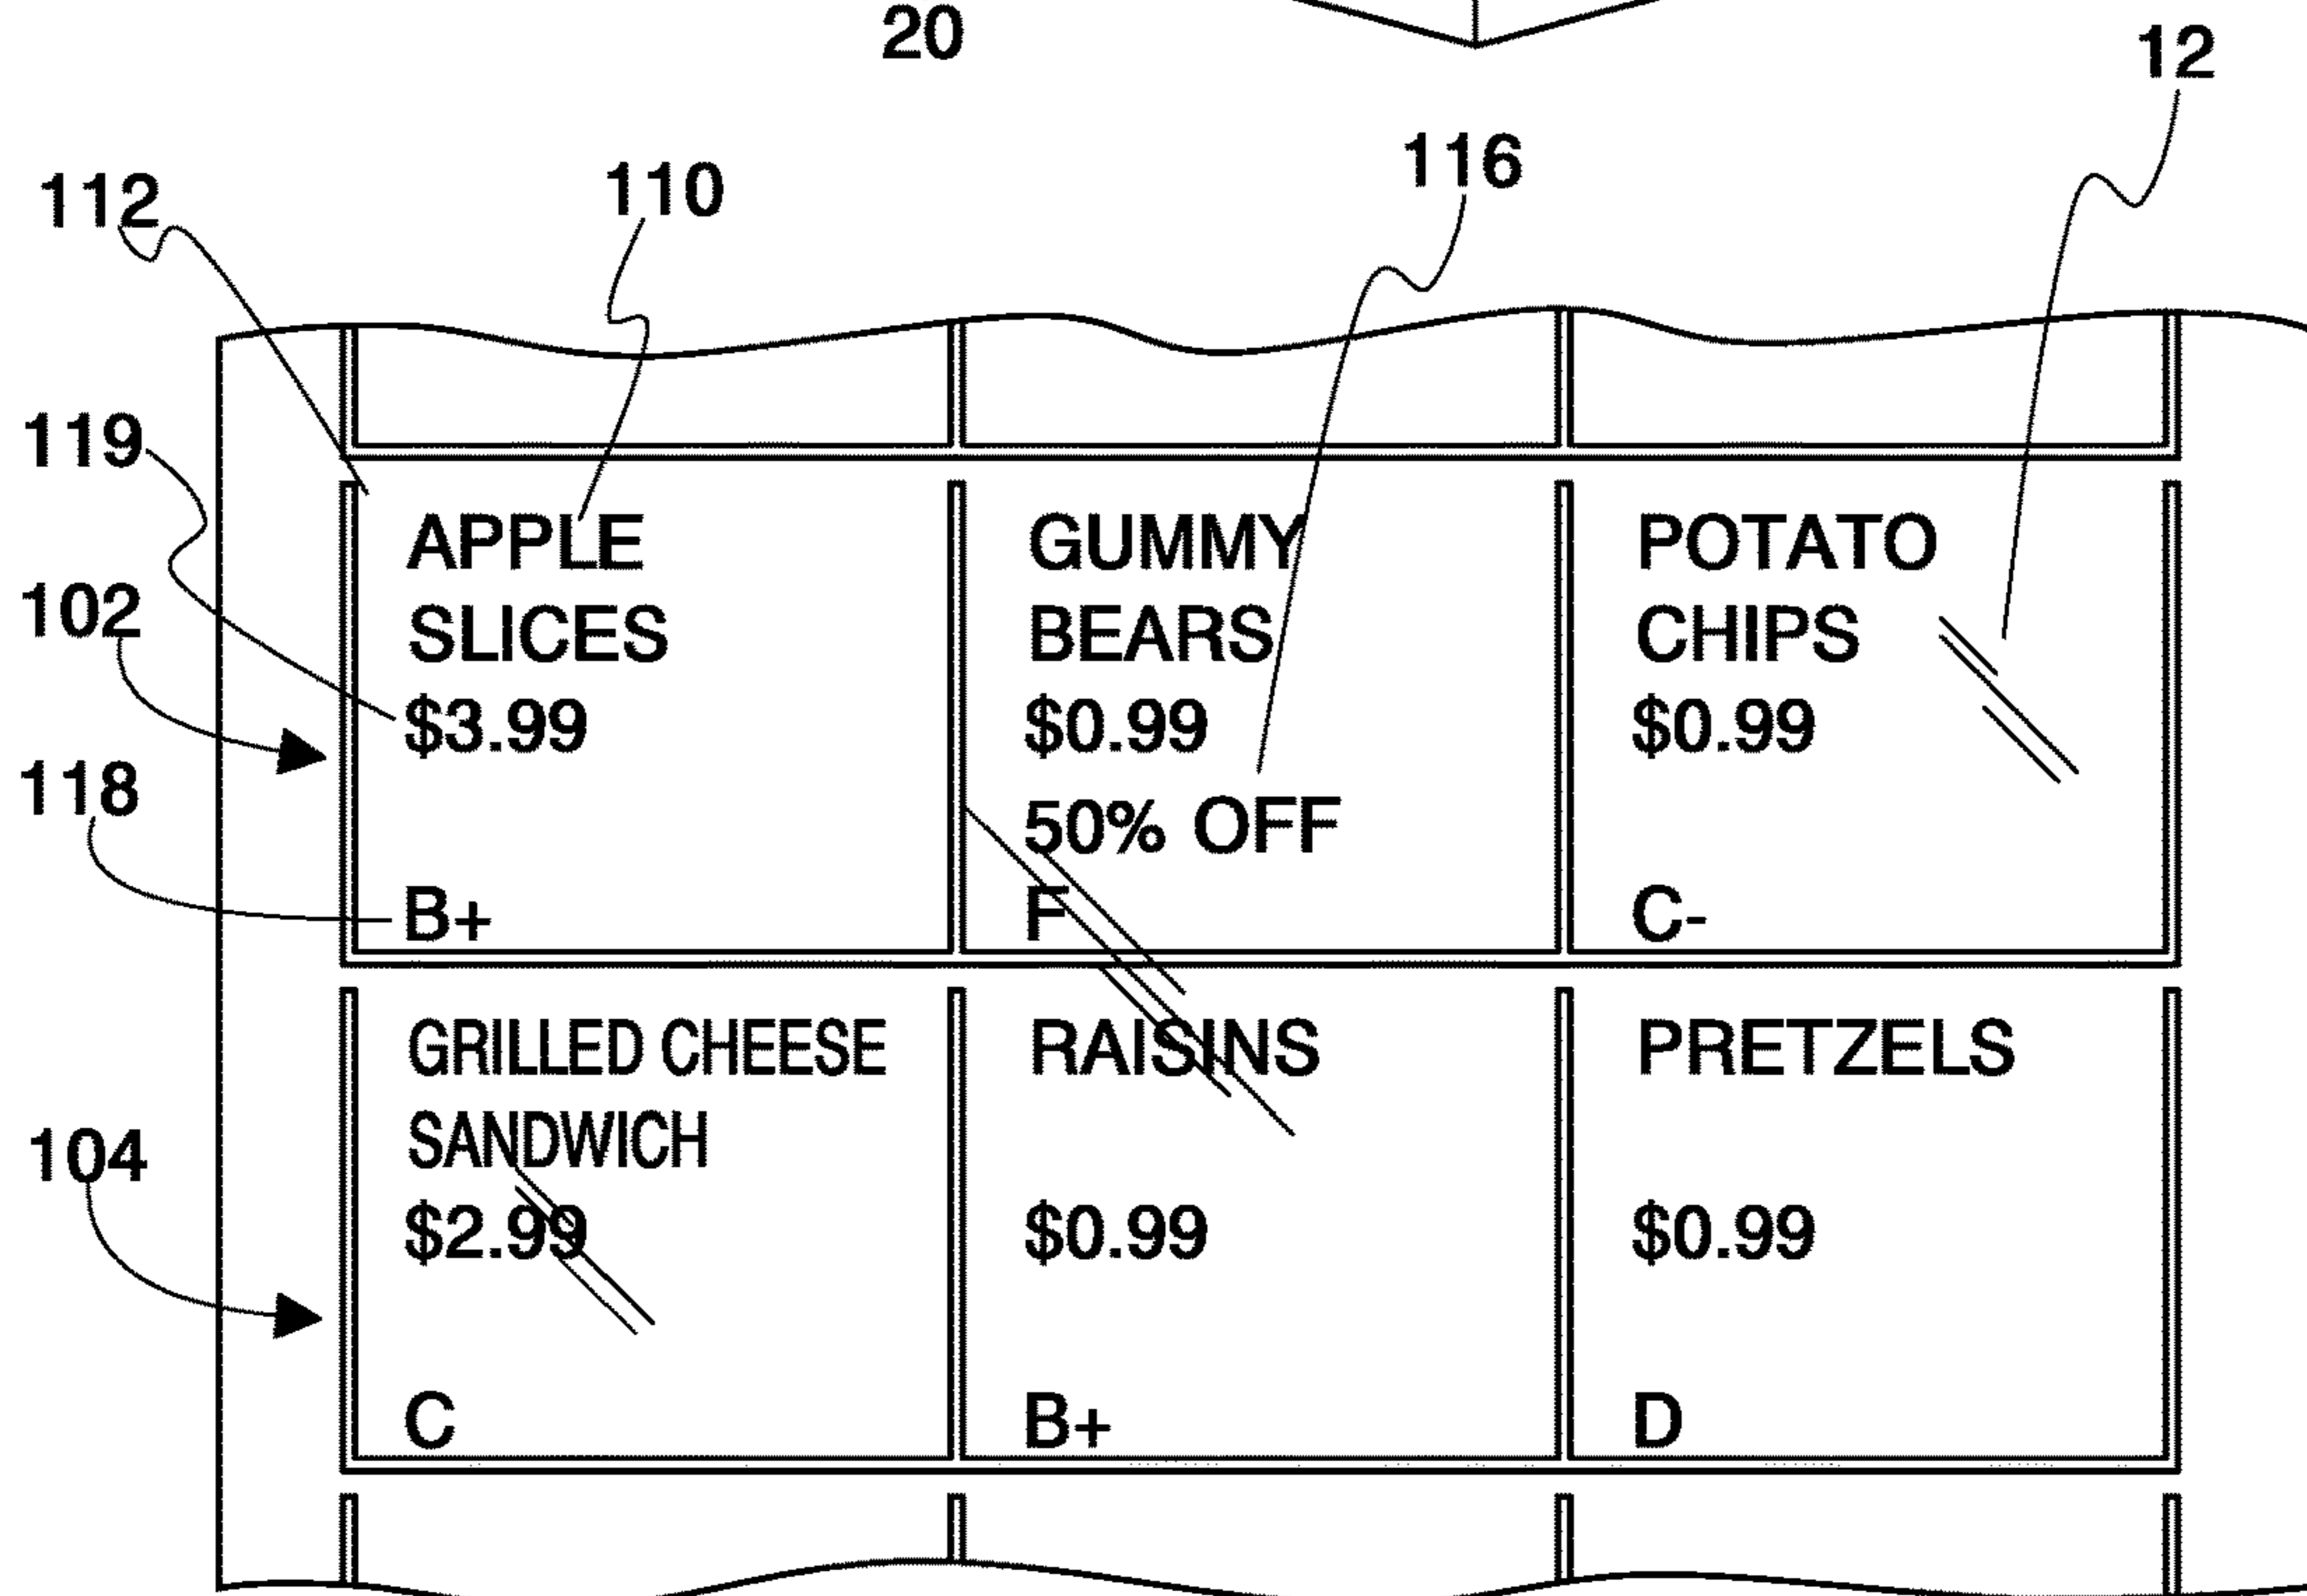 20
12
116
110
112
119
APPLE
SLICES
$3.99
B+
GUMMY
BEARS
$0.99
50% OFF
F
POTATO
CHIPS
$0.99
C-
102
118
GRILLED CHEESE
SANDWICH
$2.99
C
RAISINS
$0.99
B+
PRETZELS
$0.99
D
104